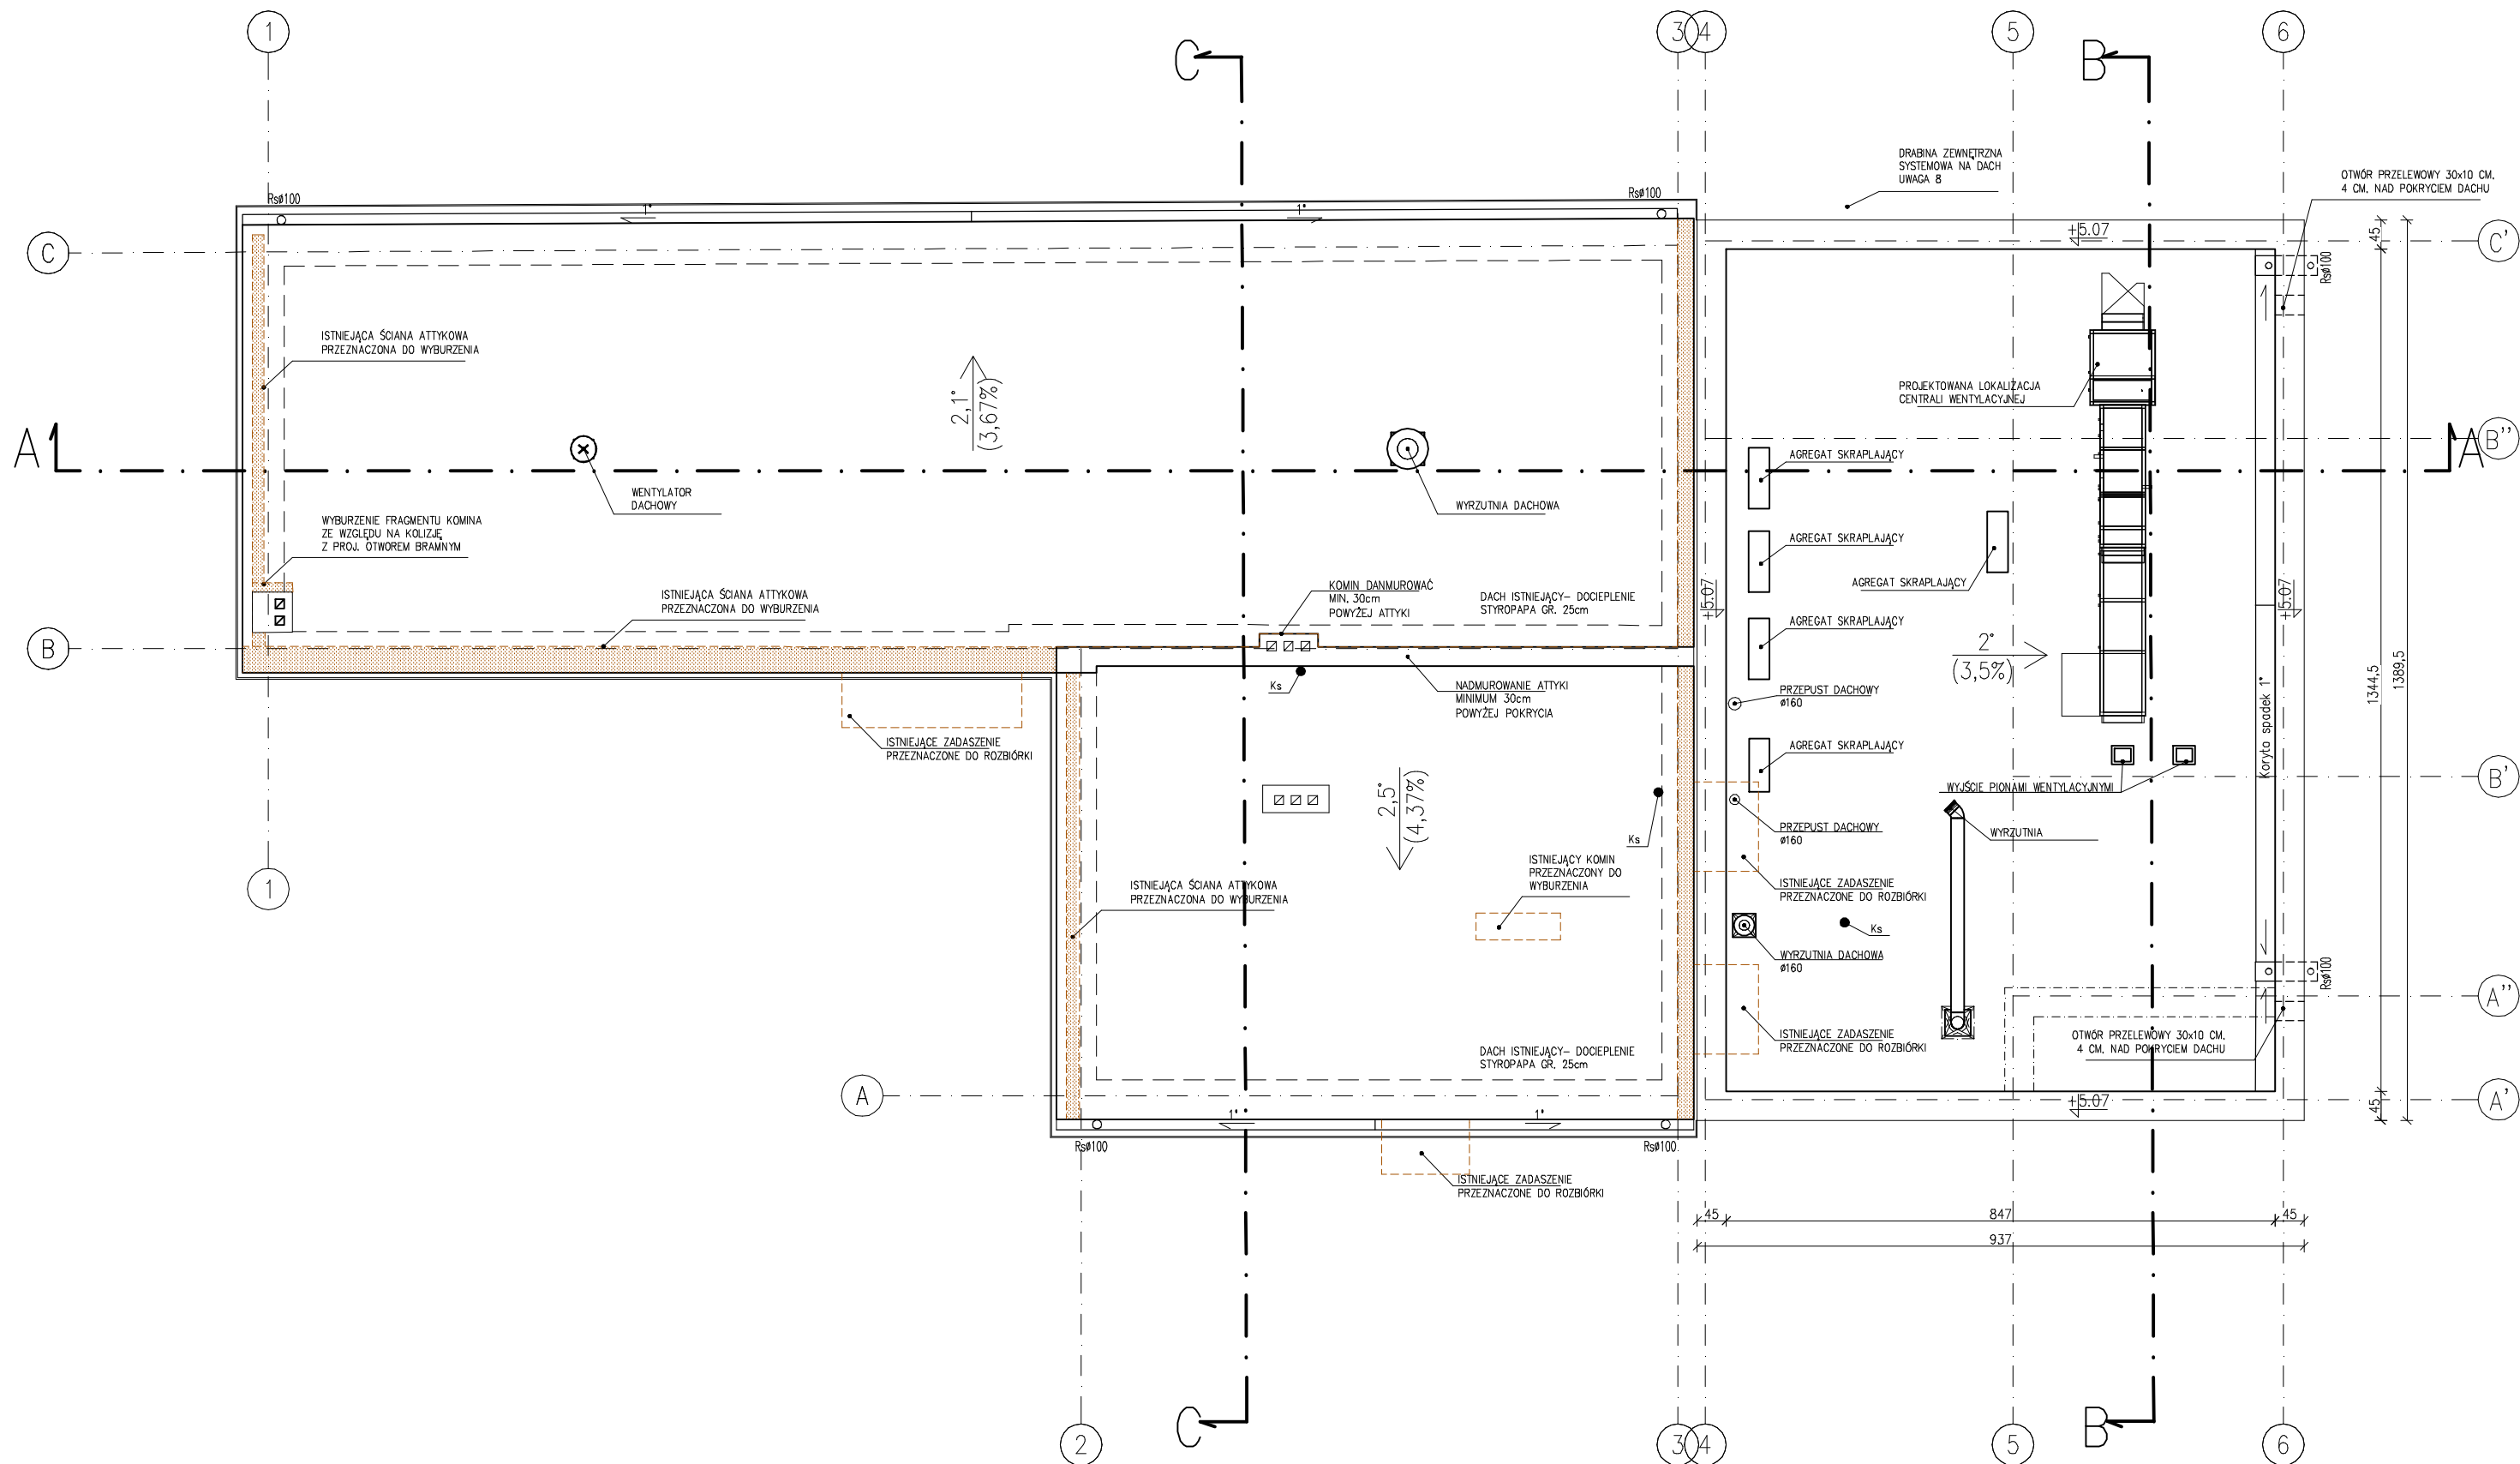 1
C
3
4
5
B
6
DRABINA ZEWNĘTRZNA
SYSTEMOWA NA DACH
UWAGA 8
OTWÓR PRZELEWOWY 30x10 CM,
4 CM. NAD POKRYCIEM DACHU
Rsø100
1°
1°
Rsø100
+5.07
45
C
C'
Rsø100
ISTNIEJĄCA ŚCIANA ATTYKOWA
PRZEZNACZONA DO WYBURZENIA
2,1°
(3,67%)
PROJEKTOWANA LOKALIZACJA
CENTRALI WENTYLACYJNEJ
A
A
B''
AGREGAT SKRAPLAJĄCY
WENTYLATOR
DACHOWY
WYRZUTNIA DACHOWA
WYBURZENIE FRAGMENTU KOMINA
ZE WZGLĘDU NA KOLIZJĘ
Z PROJ. OTWOREM BRAMNYM
AGREGAT SKRAPLAJĄCY
AGREGAT SKRAPLAJĄCY
ISTNIEJĄCA ŚCIANA ATTYKOWA
PRZEZNACZONA DO WYBURZENIA
KOMIN DANMUROWAĆ
MIN. 30cm
POWYŻEJ ATTYKI
DACH ISTNIEJĄCY- DOCIEPLENIE
STYROPAPA GR. 25cm
+5.07
+5.07
AGREGAT SKRAPLAJĄCY
B
2°
(3,5%)
1344,5
1389,5
Ks
NADMUROWANIE ATTYKI
MINIMUM 30cm
POWYŻEJ POKRYCIA
PRZEPUST DACHOWY
ø160
Koryto spadek 1°
ISTNIEJĄCE ZADASZENIE
PRZEZNACZONE DO ROZBIÓRKI
AGREGAT SKRAPLAJĄCY
B'
WYJŚCIE PIONAMI WENTYLACYJNYMI
2,5°
(4,37%)
Ks
PRZEPUST DACHOWY
ø160
WYRZUTNIA
ISTNIEJĄCY KOMIN
PRZEZNACZONY DO
WYBURZENIA
1
ISTNIEJĄCA ŚCIANA ATTYKOWA
PRZEZNACZONA DO WYBURZENIA
ISTNIEJĄCE ZADASZENIE
PRZEZNACZONE DO ROZBIÓRKI
Ks
WYRZUTNIA DACHOWA
ø160
Rsø100
A''
ISTNIEJĄCE ZADASZENIE
PRZEZNACZONE DO ROZBIÓRKI
OTWÓR PRZELEWOWY 30x10 CM,
4 CM. NAD POKRYCIEM DACHU
DACH ISTNIEJĄCY- DOCIEPLENIE
STYROPAPA GR. 25cm
A
+5.07
45
A'
1°
1°
Rsø100
Rsø100
ISTNIEJĄCE ZADASZENIE
PRZEZNACZONE DO ROZBIÓRKI
45
847
45
937
2
C
3
4
5
B
6